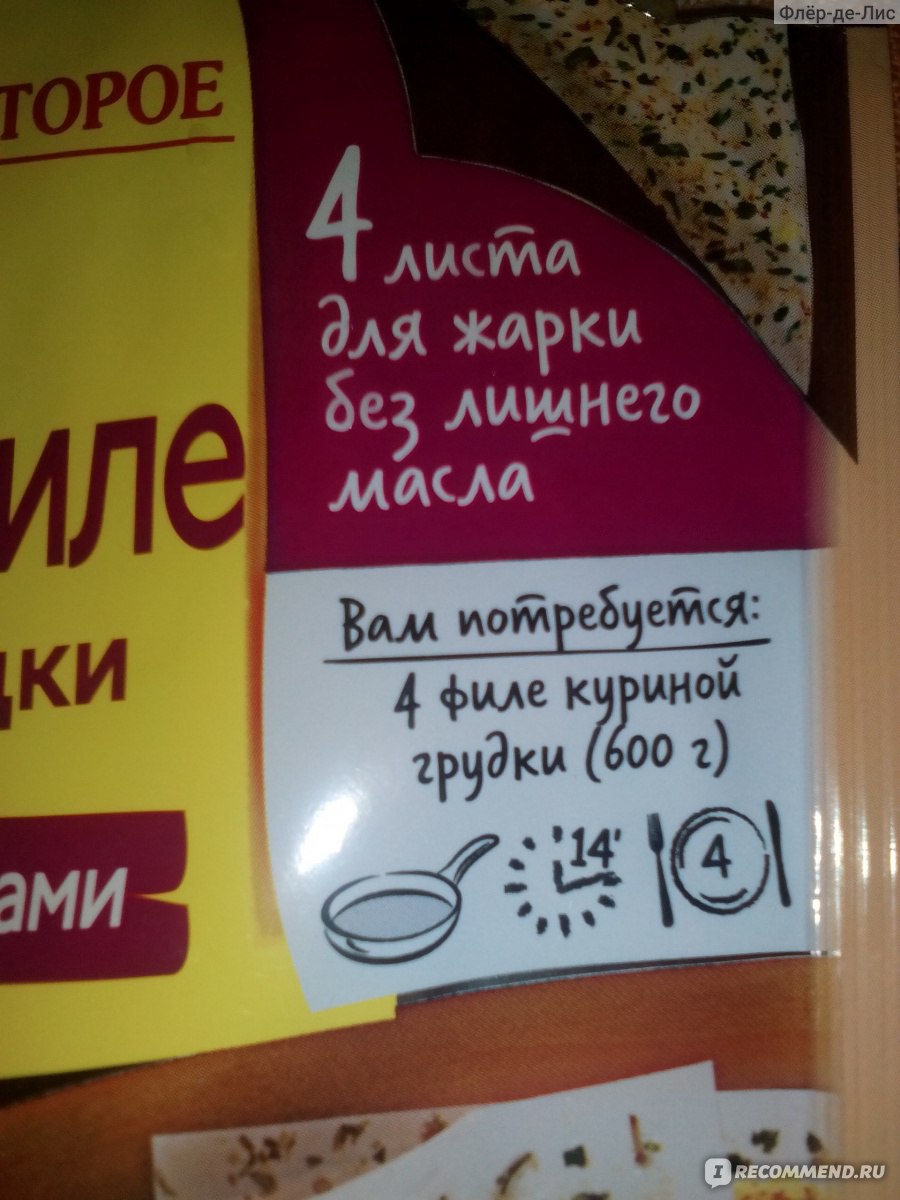 Флёр-де-Лис
ТОРОЕ
4 листа
для жарки
без лишнего
масла
иле
дки
ами
Вам потребуется:
4 филе куриной
грудки (600 г)
14'
4
IRECOMMEND.RU